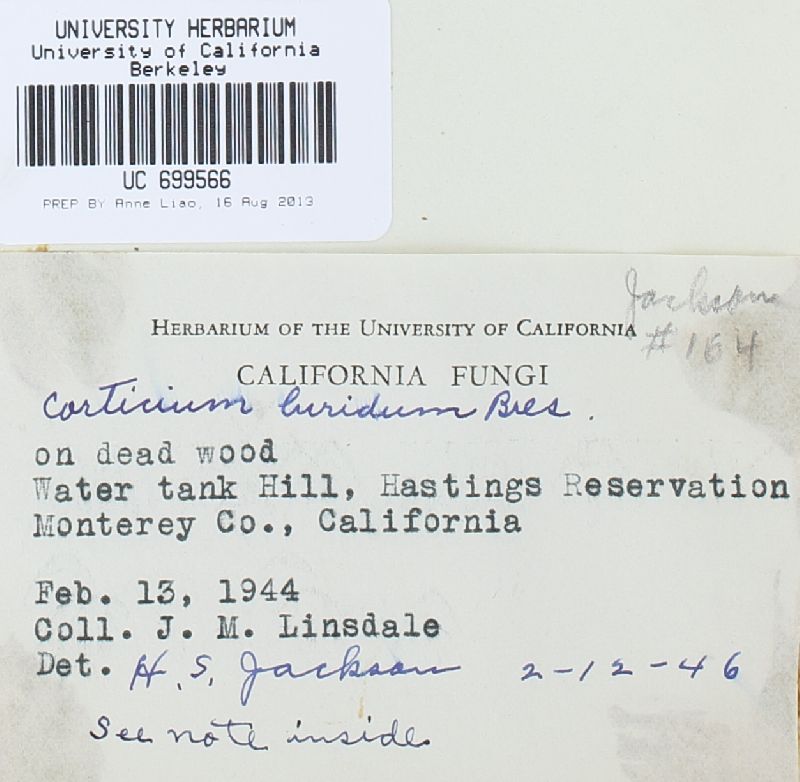 UNIVERSITY HERBARIUM
University of California
Berkeley
UC 699566
PREP BY Anne Liao, 16 Aug 2013
Jackson
# 164
HERBARIUM OF THE UNIVERSITY OF CALIFORNIA
CALIFORNIA FUNGI
Corticium luridum Bres.
on dead wood
Water tank Hill, Hastings Reservation
Monterey Co., California
Feb. 13, 1944
Coll. J. M. Linsdale
Det. H. S. Jackson 2-12-46
See note inside.